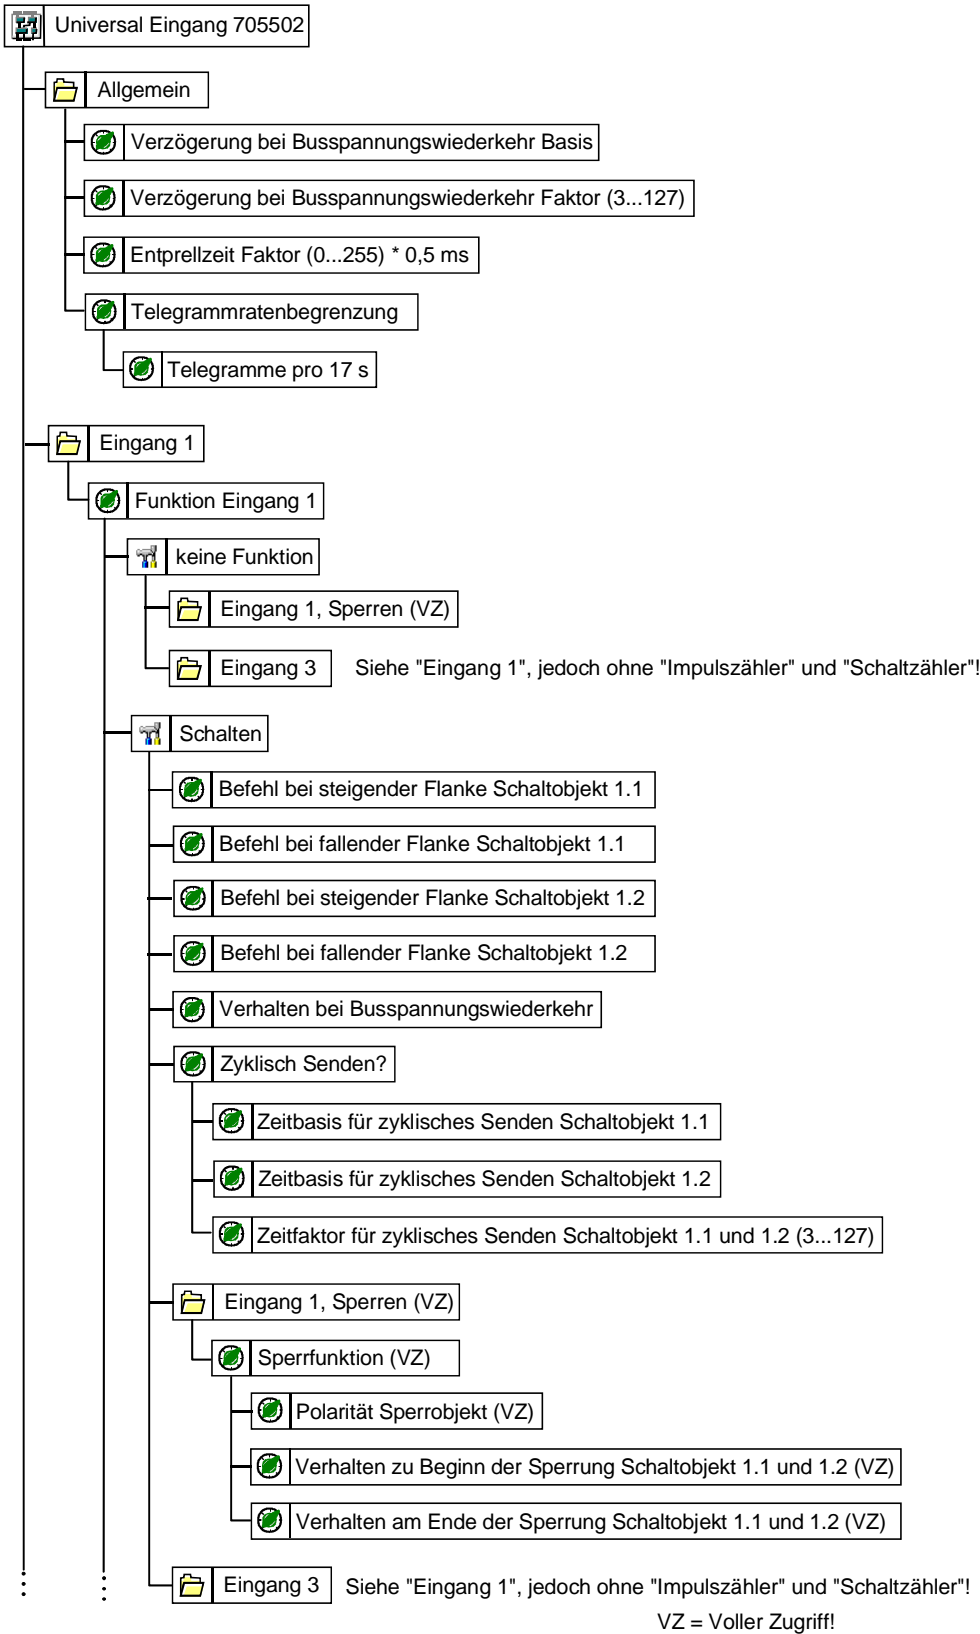 Universal Eingang 705502
Allgemein
Verzögerung bei Busspannungswiederkehr Basis
Verzögerung bei Busspannungswiederkehr Faktor (3...127)
Entprellzeit Faktor (0...255) * 0,5 ms
Telegrammratenbegrenzung
Telegramme pro 17 s
Eingang 1
Funktion Eingang 1
keine Funktion
Eingang 1, Sperren (VZ)
Eingang 3 Siehe "Eingang 1", jedoch ohne "Impulszähler" und "Schaltzähler"!
Schalten
Befehl bei steigender Flanke Schaltobjekt 1.1
Befehl bei fallender Flanke Schaltobjekt 1.1
Befehl bei steigender Flanke Schaltobjekt 1.2
Befehl bei fallender Flanke Schaltobjekt 1.2
Verhalten bei Busspannungswiederkehr
Zyklisch Senden?
Zeitbasis für zyklisches Senden Schaltobjekt 1.1
Zeitbasis für zyklisches Senden Schaltobjekt 1.2
Zeitfaktor für zyklisches Senden Schaltobjekt 1.1 und 1.2 (3...127)
Eingang 1, Sperren (VZ)
Sperrfunktion (VZ)
Polarität Sperrobjekt (VZ)
Verhalten zu Beginn der Sperrung Schaltobjekt 1.1 und 1.2 (VZ)
Verhalten am Ende der Sperrung Schaltobjekt 1.1 und 1.2 (VZ)
Eingang 3 Siehe "Eingang 1", jedoch ohne "Impulszähler" und "Schaltzähler"!
VZ = Voller Zugriff!